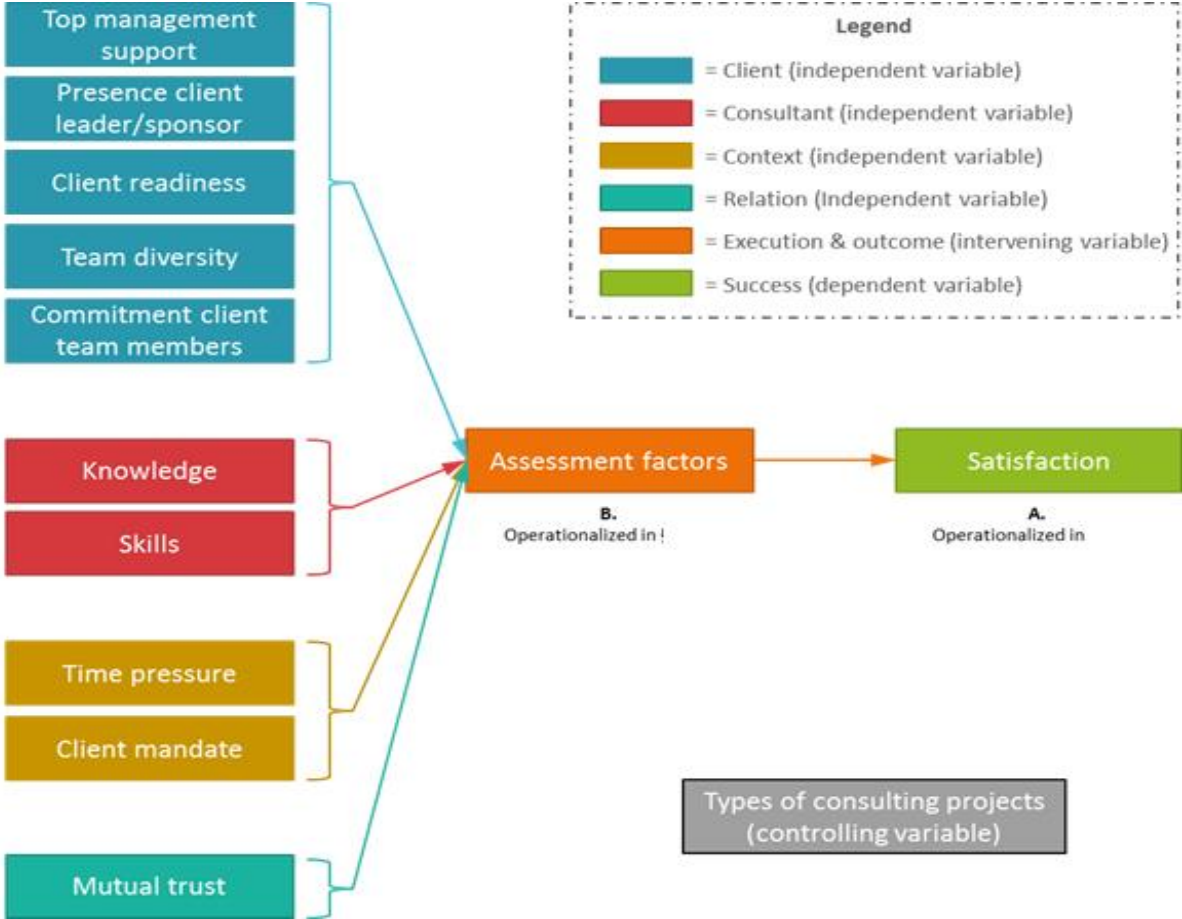 Top management
support
Presence client
leader/sponsor
Client readiness
Team diversity
Commitment client
team members
Knowledge
Skills
Time pressure
Client mandate
Mutual trust
Legend
= Client (independent variable)
= Consultant (independent variable)
= Context (independent variable)
= Relation (Independent variable)
= Execution & outcome (intervening variable)
= Success (dependent variable)
Assessment factors
B.
Operationalized in
Satisfaction
A.
Operationalized in
Types of consulting projects
(controlling variable)